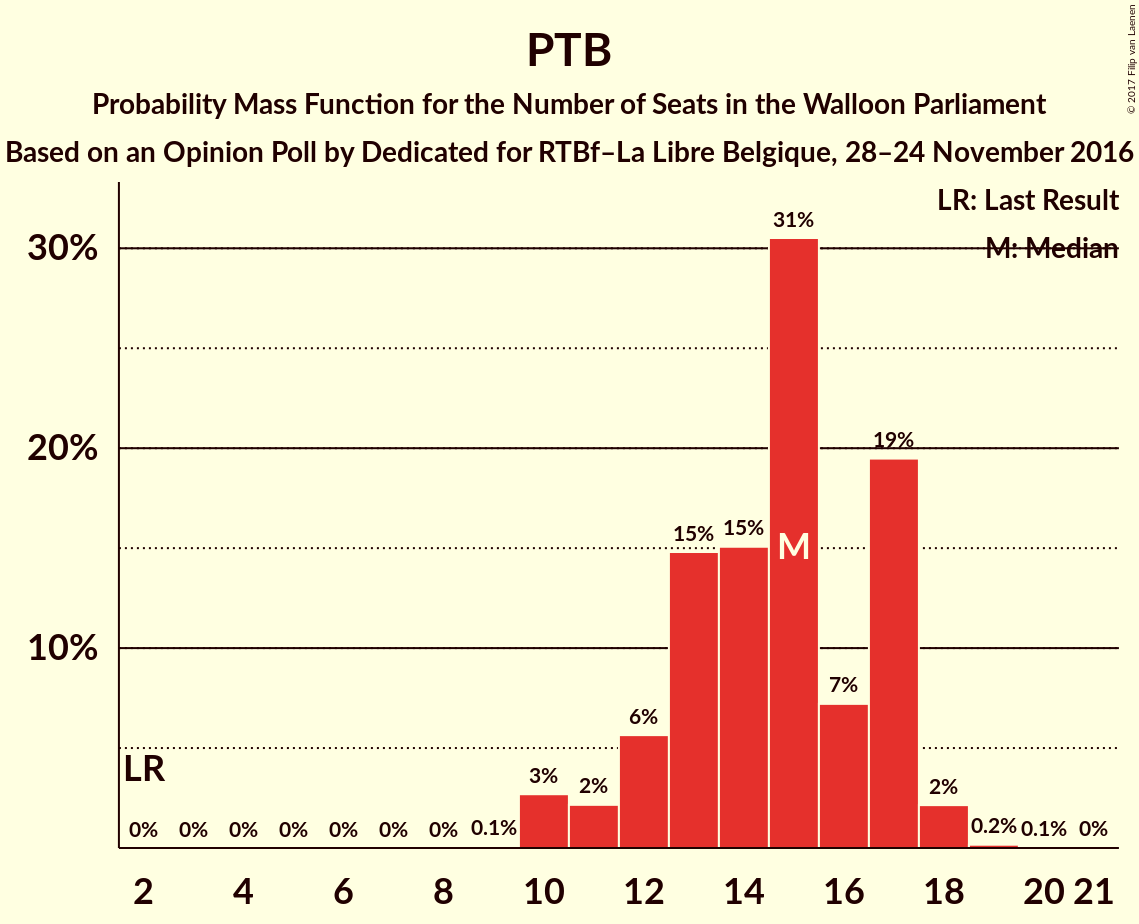 PTB
Probability Mass Function for the Number of Seats in the Walloon Parliament
Based on an Opinion Poll by Dedicated for RTBf–La Libre Belgique, 28–24 November 2016
© 2017 Filip van Laenen
LR: Last Result
M: Median
31%
30%
19%
20%
15% 15%
M
10%
7%
6%
LR
3% 2% 2%
0% 0% 0% 0% 0% 0% 0% 0.1% 0.2% 0.1% 0%
2 4 6 8 10 12 14 16 18 20 21